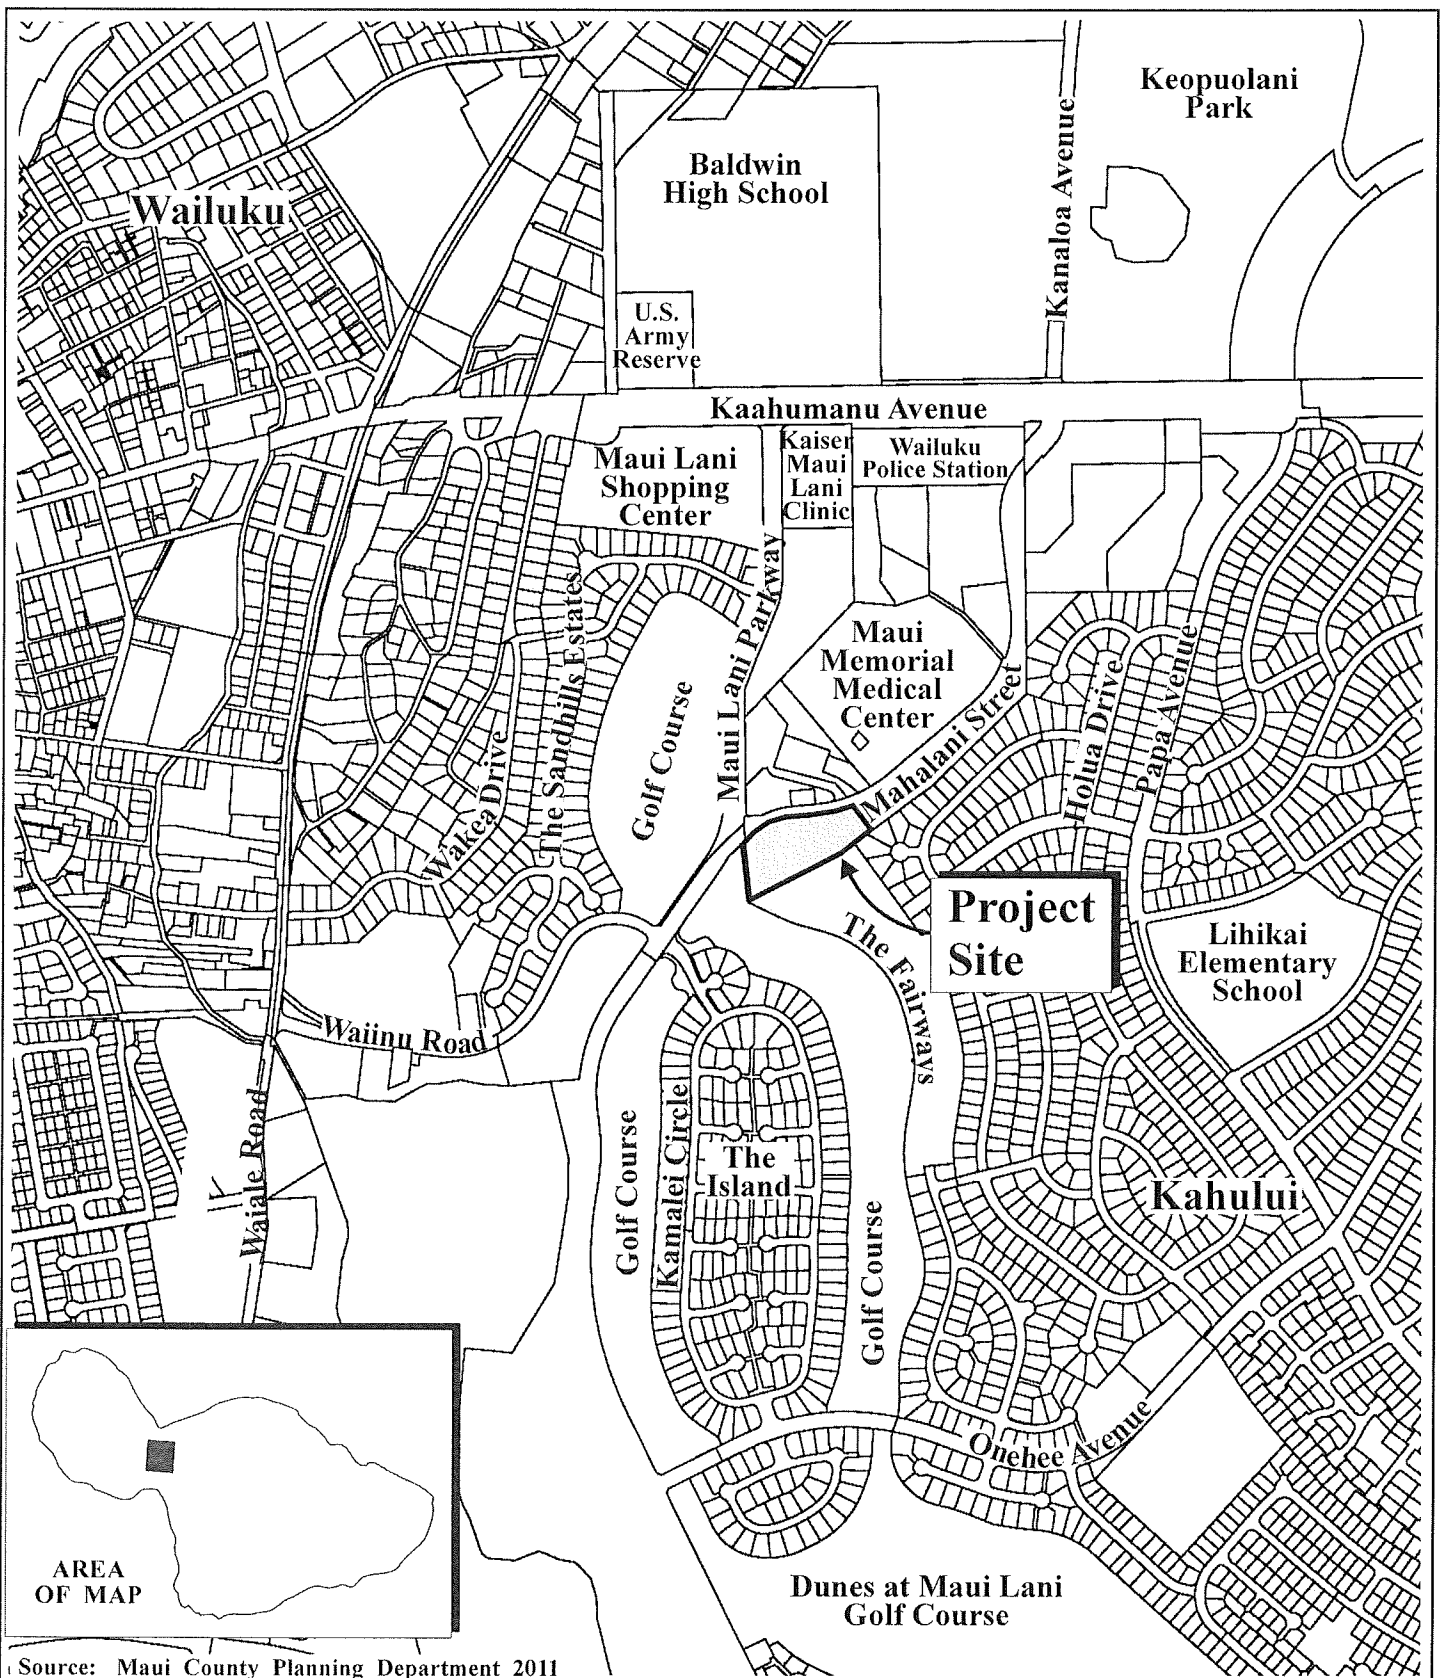 Keopuolani
Park
Baldwin
High School
Kanaloa Avenue
Wailuku
U.S.
Army
Reserve
Kaahumanu Avenue
Maui Lani
Shopping
Center
Kaiser
Maui
Lani
Clinic
Wailuku
Police Station
Maui Lani Parkway
The Sandhills Estates
Golf Course
Maui
Memorial
Medical
Center
Mahalani Street
Holua Drive
Papa Avenue
Wakea Drive
Project
Site
The Fairways
Lihikai
Elementary
School
Waiinu Road
Waiale Road
Golf Course
Kamalei Circle
The
Island
Golf Course
Kahului
Onehee Avenue
AREA
OF MAP
Dunes at Maui Lani
Golf Course
Source: Maui County Planning Department 2011